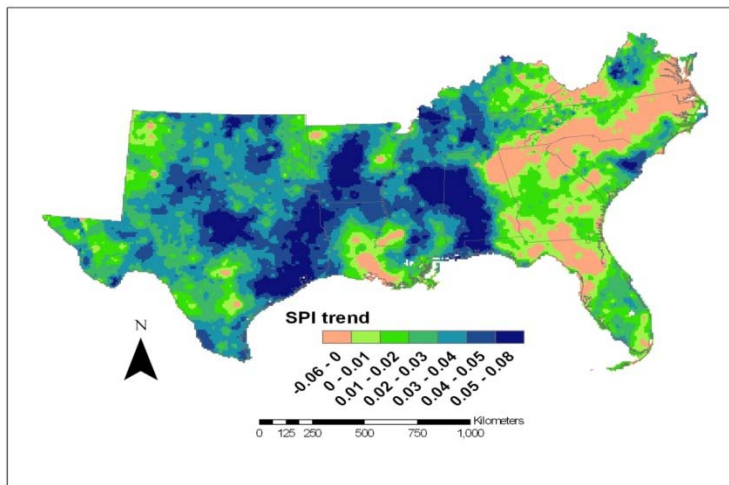 SPI trend
N
-0.06 - 0
0 - 0.01
0.01 - 0.02
0.02 - 0.03
0.03 - 0.04
0.04 - 0.05
0.05 - 0.08
Kilometers
0 125 250 500 750 1,000